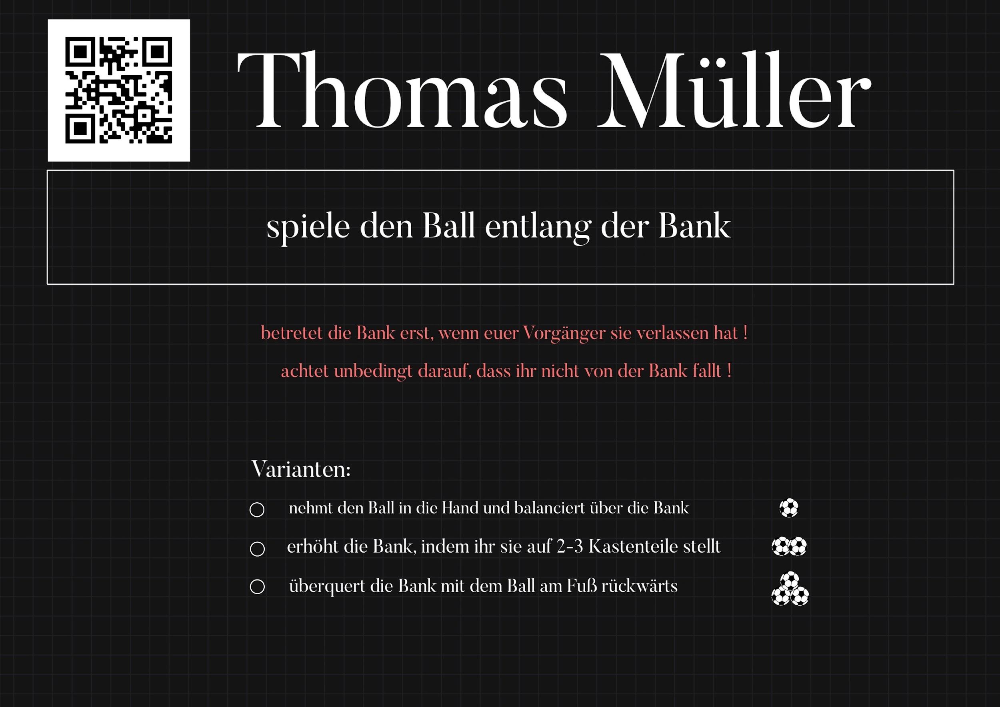 Thomas Müller
spiele den Ball entlang der Bank
betretet die Bank erst, wenn euer Vorgänger sie verlassen hat !
achtet unbedingt darauf, dass ihr nicht von der Bank fallt !
Varianten:
nehmt den Ball in die Hand und balanciert über die Bank
erhöht die Bank, indem ihr sie auf 2-3 Kastenteile stellt
überquert die Bank mit dem Ball am Fuß rückwärts